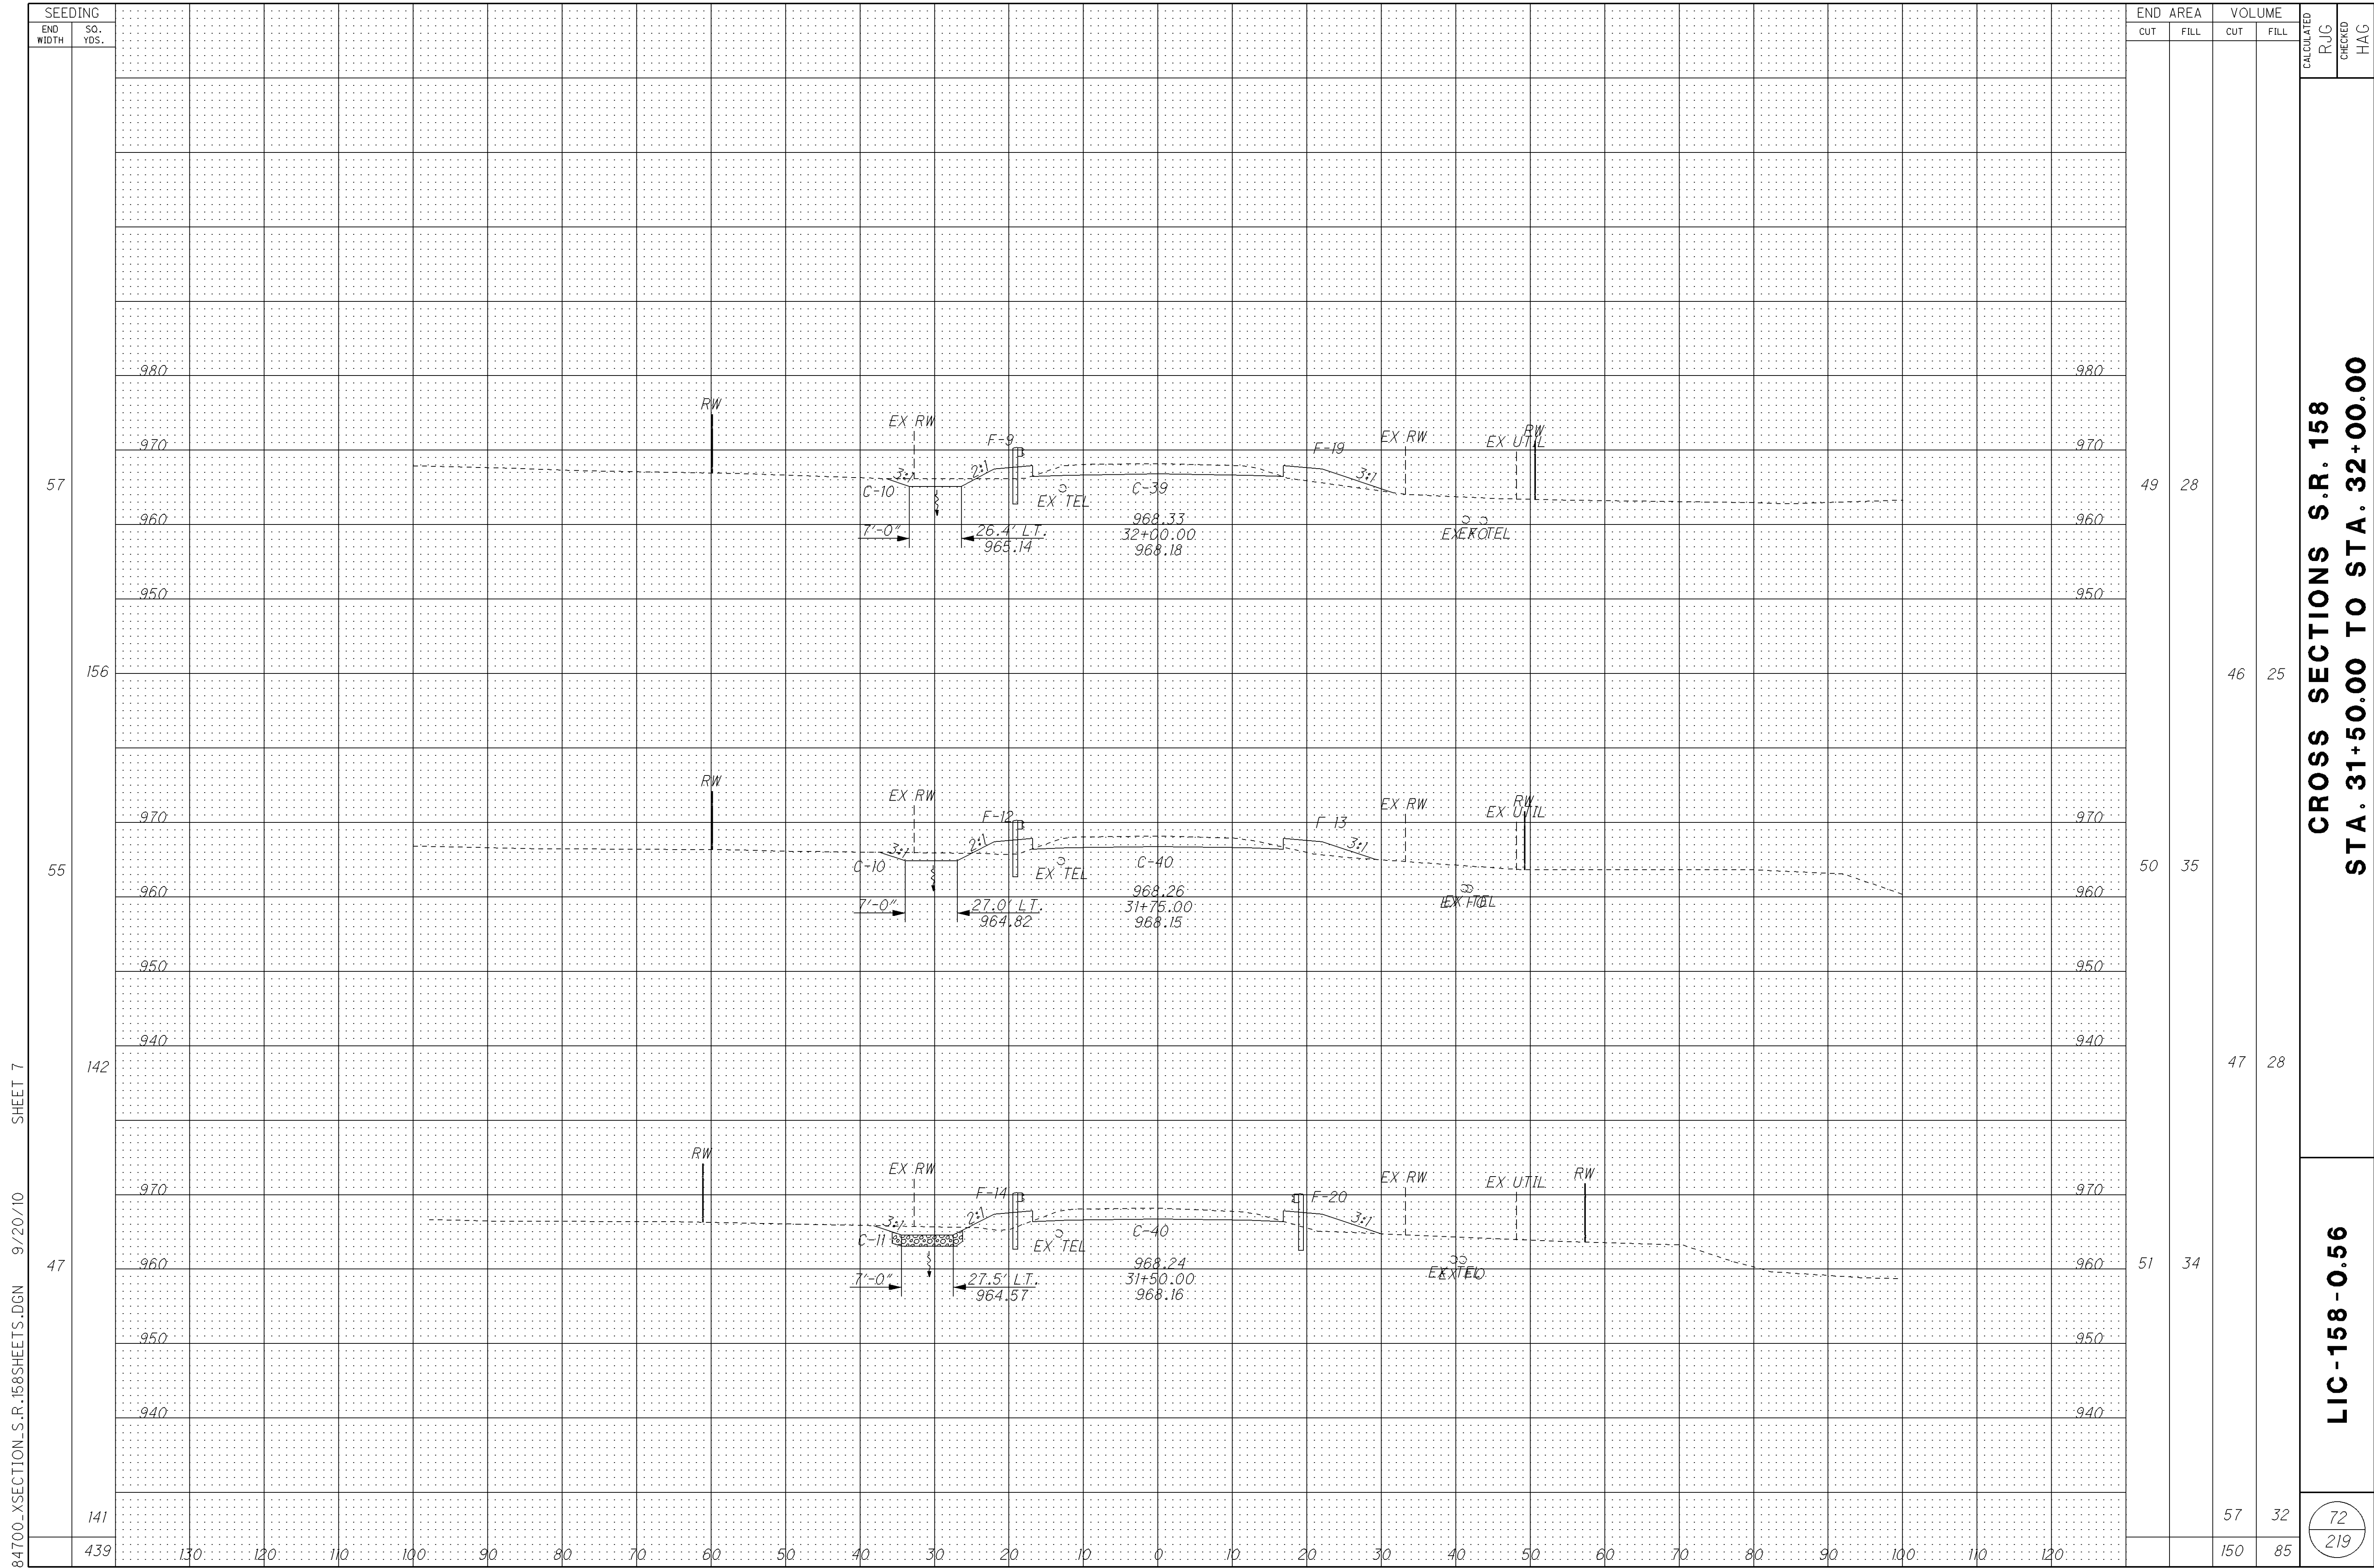 SEEDING
END WIDTH
SQ. YDS.
END AREA
VOLUME
CUT
FILL
CUT
FILL
CALCULATED
RJG
CHECKED
HAG
980
980
RW
EX RW
F-9
F-19
EX RW
EX UTIL
RW
970
970
3:1
2:1
3:1
57
C-10
EX TEL
C-39
49
28
960
960
968.33
7'-0"
26.4' LT.
32+00.00
965.14
968.18
950
950
156
46
25
RW
EX RW
F-12
F 13
EX RW
EX UTIL
RW
970
970
3:1
2:1
3:1
55
C-10
EX TEL
C-40
50
35
960
960
968.26
7'-0"
27.0' LT.
31+75.00
964.82
968.15
950
950
940
940
142
47
28
RW
EX RW
F-14
F-20
EX RW
EX UTIL
RW
970
970
3:1
2:1
3:1
47
C-11
EX TEL
C-40
EX TEL
EX FO
51
34
960
960
968.24
7'-0"
27.5' LT.
31+50.00
964.57
968.16
950
950
940
940
141
57
32
439
150
85
130 120 110 100 90 80 70 60 50 40 30 20 10 0 10 20 30 40 50 60 70 80 90 100 110 120
CROSS SECTIONS S.R. 158
STA. 31+50.00 TO STA. 32+00.00
LIC-158-0.56
72
219
84700_XSECTION_S.R.158SHEETS.DGN 9/20/10 SHEET 7